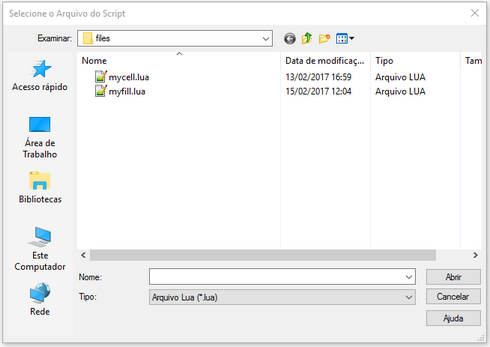 Selecione o Arquivo do Script
Examinar: files
Nome Data de modificaç... Tipo Tam
mycell.lua 13/02/2017 16:59 Arquivo LUA
myfill.lua 15/02/2017 12:04 Arquivo LUA
Acesso rápido
Área de
Trabalho
Bibliotecas
Este
Computador
Rede
Nome: Abrir
Tipo: Arquivo Lua (*.lua) Cancelar
Ajuda